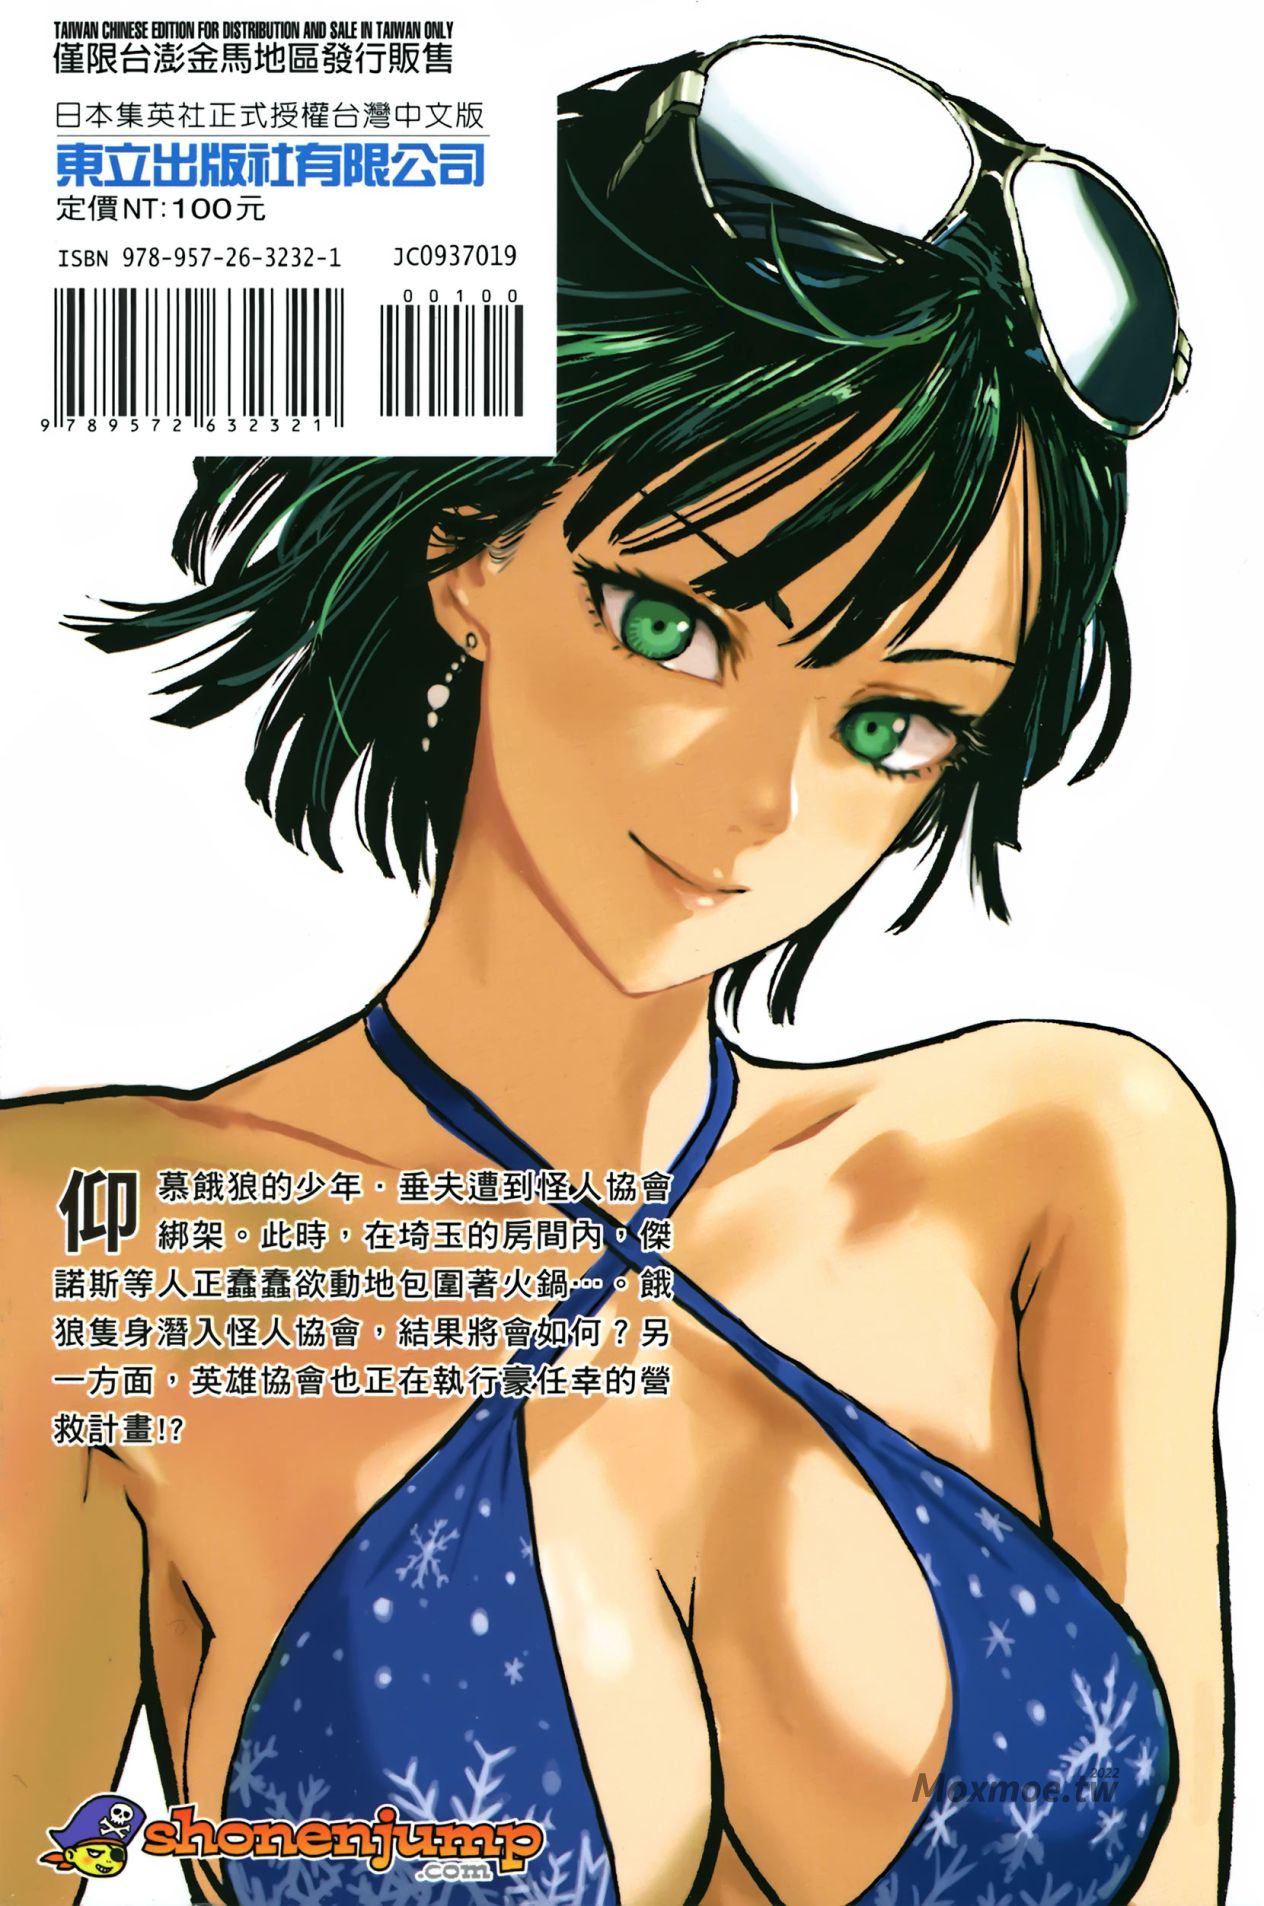 TAIWAN CHINESE EDITION FOR DISTRIBUTION AND SALE IN TAIWAN ONLY
僅限台澎金馬地區發行販售
日本集英社正式授權台灣中文版
東立出版社有限公司
定價NT:100元
ISBN 978-957-26-3232-1
JC0937019
00100
9 789572 632321
仰慕餓狼的少年．垂夫遭到怪人協會
綁架。此時，在埼玉的房間內，傑
諾斯等人正蠢蠢欲動地包圍著火鍋…。餓
狼隻身潛入怪人協會，結果將會如何？另
一方面，英雄協會也正在執行豪任幸的營
救計畫!?
shonenjump
.com
2022
Moxmoe.tw